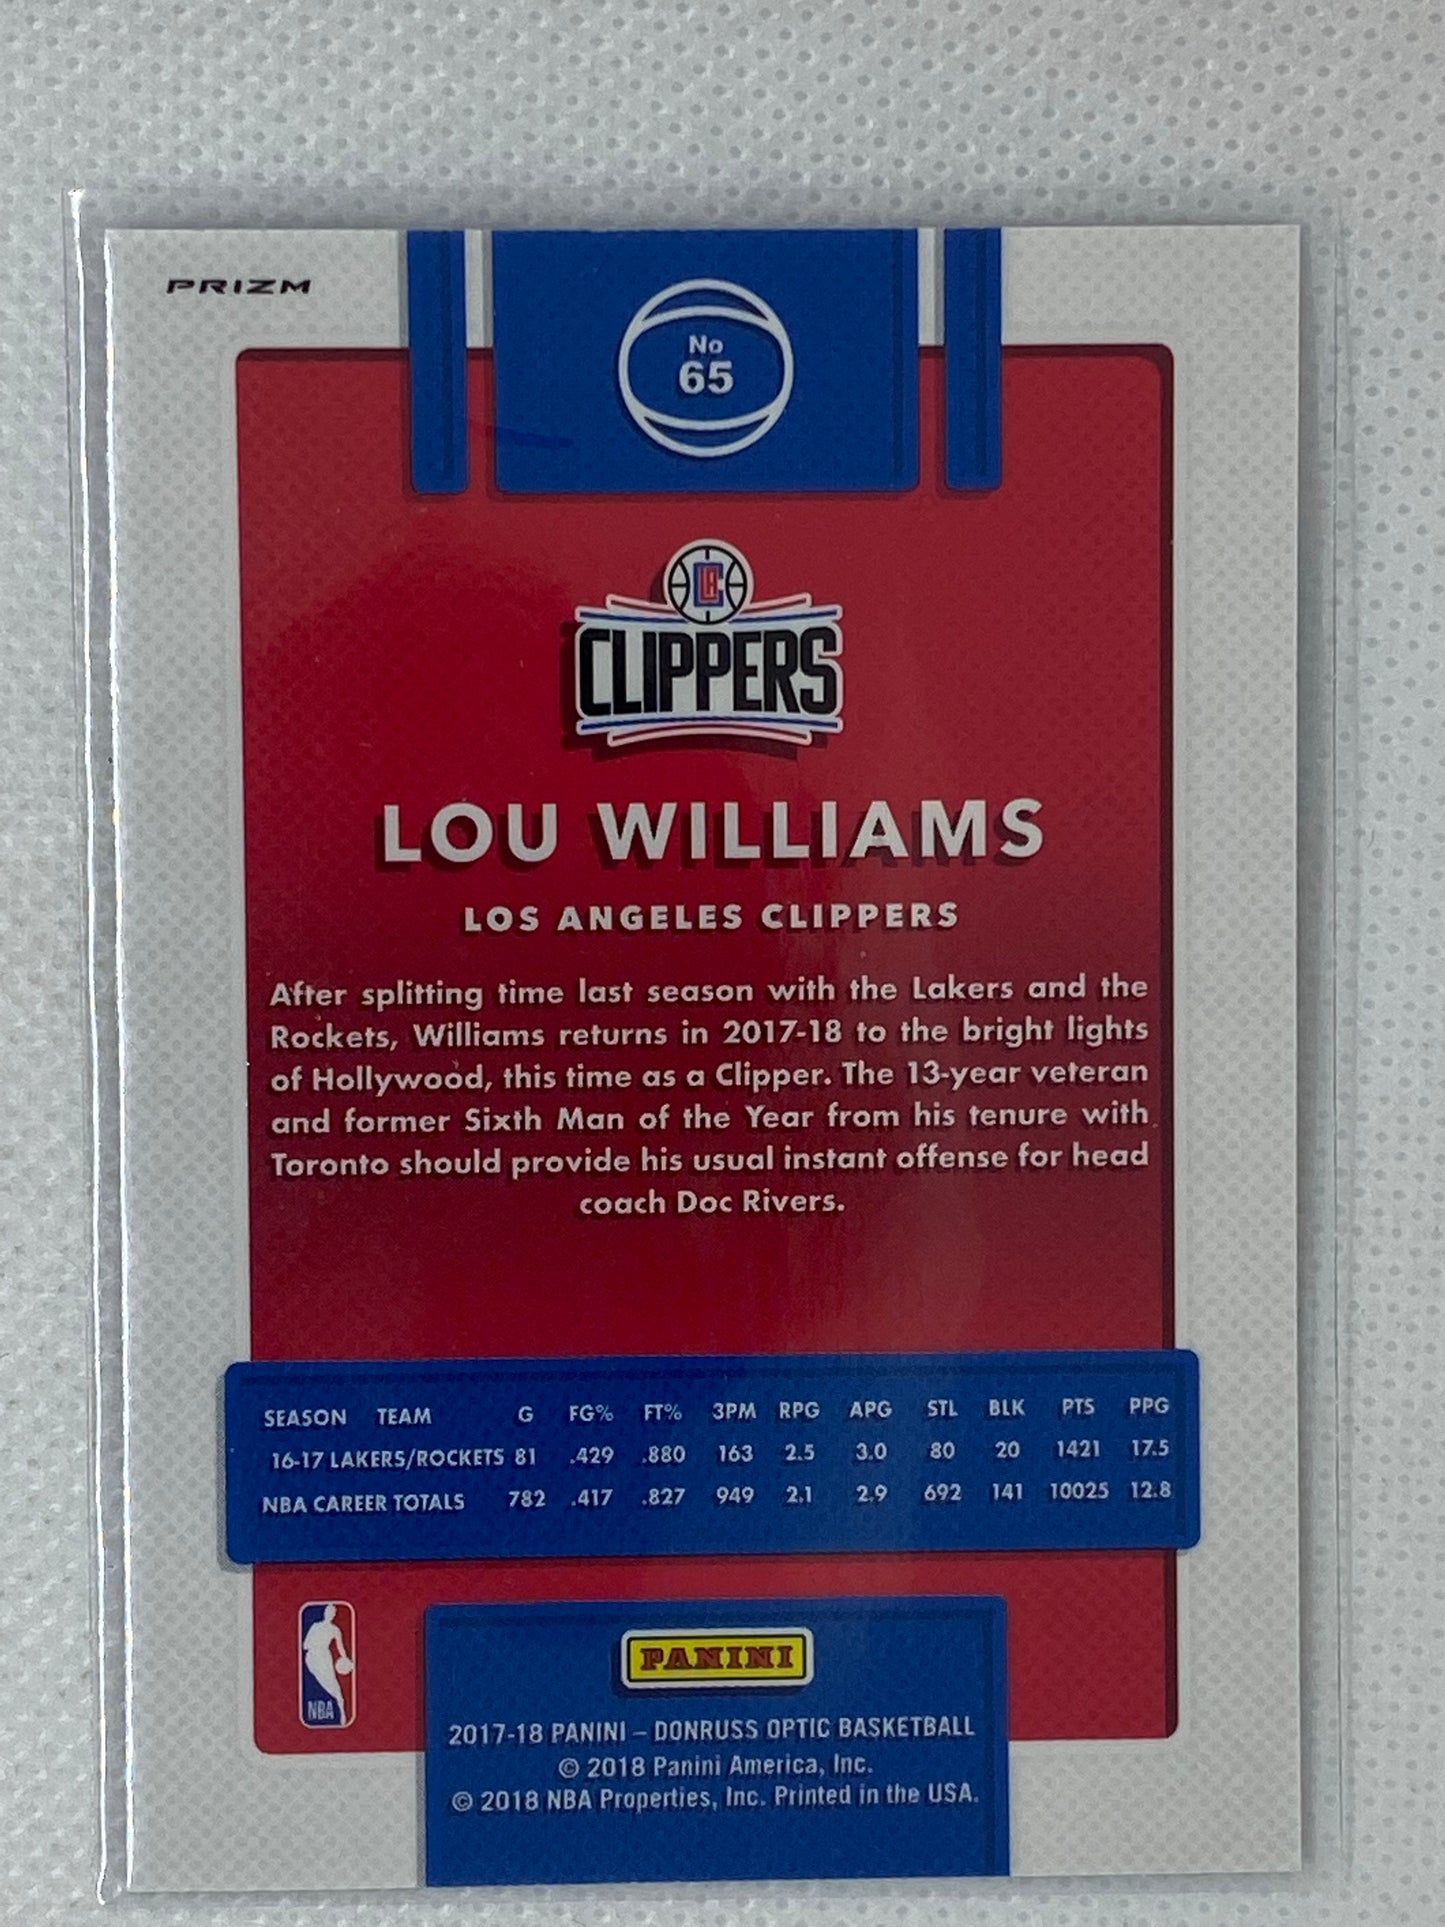 PRIZM
No
65
LAC
CLIPPERS
LOU WILLIAMS
LOS ANGELES CLIPPERS
After splitting time last season with the Lakers and the
Rockets, Williams returns in 2017-18 to the bright lights
of Hollywood, this time as a Clipper. The 13-year veteran
and former Sixth Man of the Year from his tenure with
Toronto should provide his usual instant offense for head
coach Doc Rivers.
SEASON TEAM G FG% FT% 3PM RPG APG STL BLK PTS PPG
16-17 LAKERS/ROCKETS 81 .429 .880 163 2.5 3.0 80 20 1421 17.5
NBA CAREER TOTALS 782 .417 .827 949 2.1 2.9 692 141 10025 12.8
NBA
PANINI
2017-18 PANINI – DONRUSS OPTIC BASKETBALL
© 2018 Panini America, Inc.
© 2018 NBA Properties, Inc. Printed in the USA.